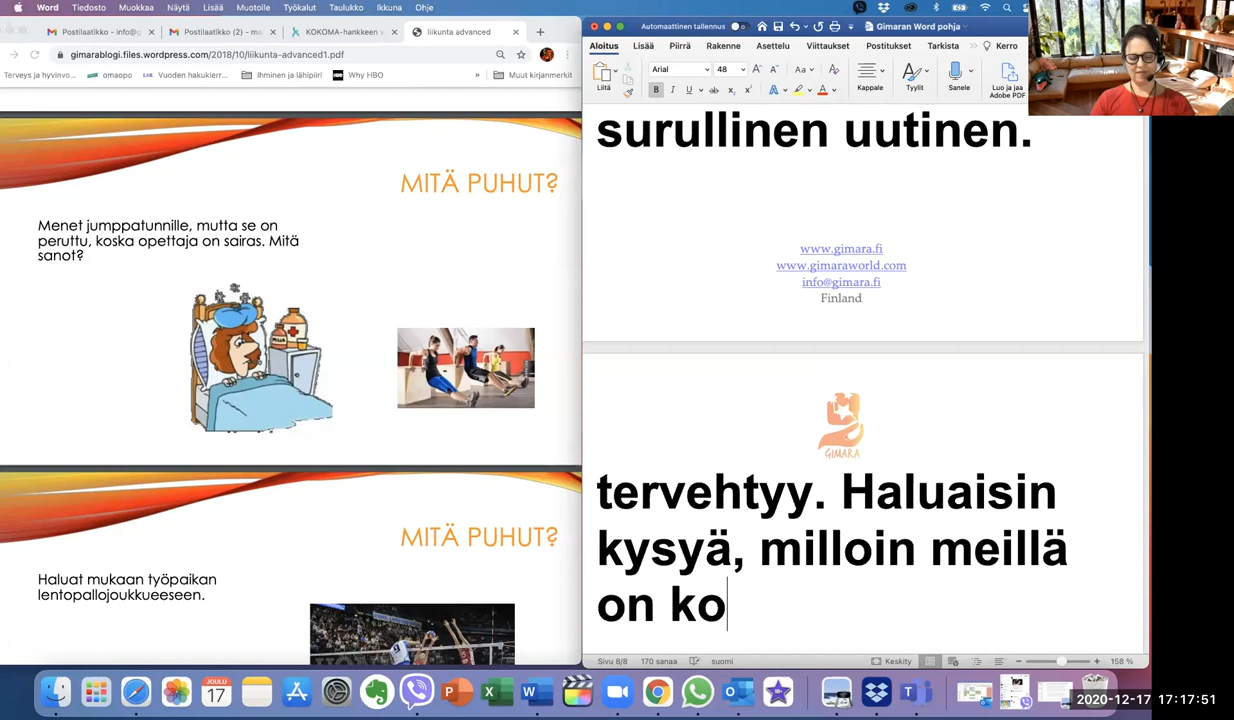 Word Tiedosto Muokkaa Näytä Lisää Muotoile Työkalut Taulukko Ikkuna Ohje
Postilaatikko - info@g
Postilaatikko (2) - ma
KOKOMA-hankkeen v
liikunta advanced
gimarablogi.files.wordpress.com/2018/10/liikunta-advanced1.pdf
Terveys ja hyvinvo...
omaopo
Vuoden hakukierr...
Ihminen ja lähipiiri
Why HBO
Muut kirjanmerkit
MITÄ PUHUT?
Menet jumppatunnille, mutta se on
peruttu, koska opettaja on sairas. Mitä
sanot?
MITÄ PUHUT?
Haluat mukaan työpaikan
lentopallojoukkueeseen.
Automaattinen tallennus
Gimaran Word pohja
Aloitus Lisää Piirrä Rakenne Asettelu Viittaukset Postitukset Tarkista Kerro
Liitä
Arial 48
Kappale
Tyylit
Sanele
Luo ja jaa
Adobe PDF
surullinen uutinen.
www.gimara.fi
www.gimaraworld.com
info@gimara.fi
Finland
GIMARA
tervehtyy. Haluaisin
kysyä, milloin meillä
on ko
Sivu 8/8 170 sanaa suomi Keskity 158 %
JOULU
17
2020-12-17 17:17:51